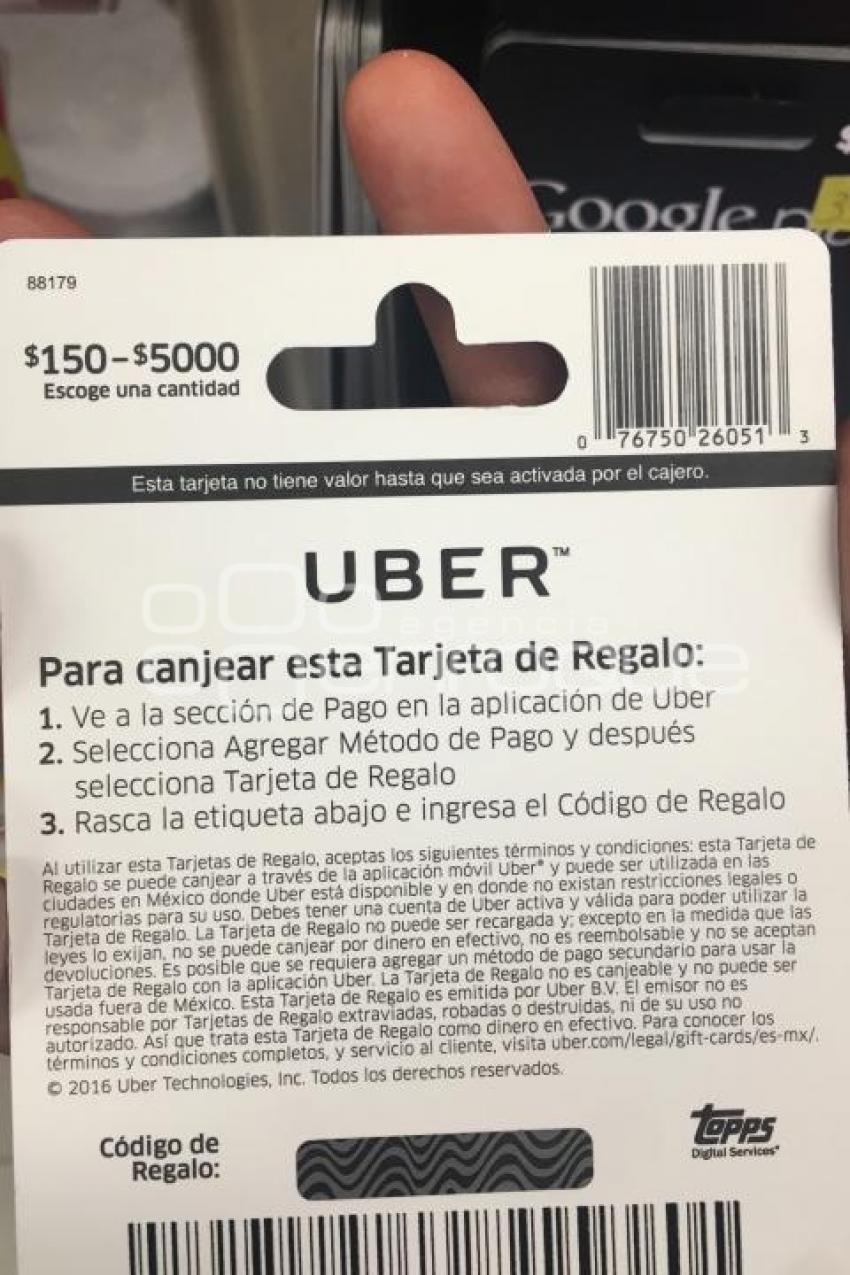 Google
3
$
88179
$150-$5000
Escoge una cantidad
0 76750 26051 3
Esta tarjeta no tiene valor hasta que sea activada por el cajero.
UBER™
agencia
Para canjear esta Tarjeta de Regalo:
1. Ve a la sección de Pago en la aplicación de Uber
2. Selecciona Agregar Método de Pago y después
selecciona Tarjeta de Regalo
3. Rasca la etiqueta abajo e ingresa el Código de Regalo
Al utilizar esta Tarjetas de Regalo, aceptas los siguientes términos y condiciones: esta Tarjeta de
Regalo se puede canjear a través de la aplicación móvil Uber® y puede ser utilizada en las
ciudades en México donde Uber está disponible y en donde no existan restricciones legales o
regulatorias para su uso. Debes tener una cuenta de Uber activa y válida para poder utilizar la
Tarjeta de Regalo. La Tarjeta de Regalo no puede ser recargada y; excepto en la medida que las
leyes lo exijan, no se puede canjear por dinero en efectivo, no es reembolsable y no se aceptan
devoluciones. Es posible que se requiera agregar un método de pago secundario para usar la
Tarjeta de Regalo con la aplicación Uber. La Tarjeta de Regalo no es canjeable y no puede ser
usada fuera de México. Esta Tarjeta de Regalo es emitida por Uber B.V. El emisor no es
responsable por Tarjetas de Regalo extraviadas, robadas o destruidas, ni de su uso no
autorizado. Así que trata esta Tarjeta de Regalo como dinero en efectivo. Para conocer los
términos y condiciones completos, y servicio al cliente, visita uber.com/legal/gift-cards/es-mx/.
© 2016 Uber Technologies, Inc. Todos los derechos reservados.
Código de
Regalo:
Topps
Digital Services®